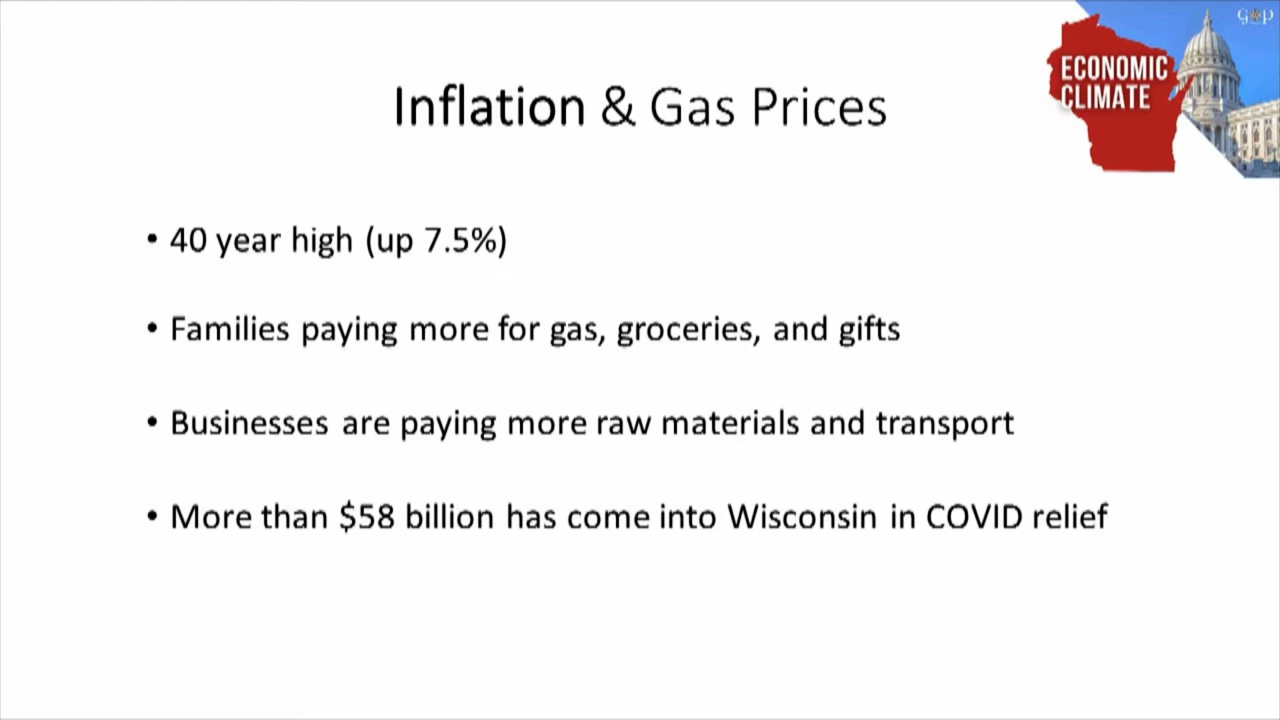 GOP
ECONOMIC
CLIMATE
Inflation & Gas Prices
• 40 year high (up 7.5%)
• Families paying more for gas, groceries, and gifts
• Businesses are paying more raw materials and transport
• More than $58 billion has come into Wisconsin in COVID relief